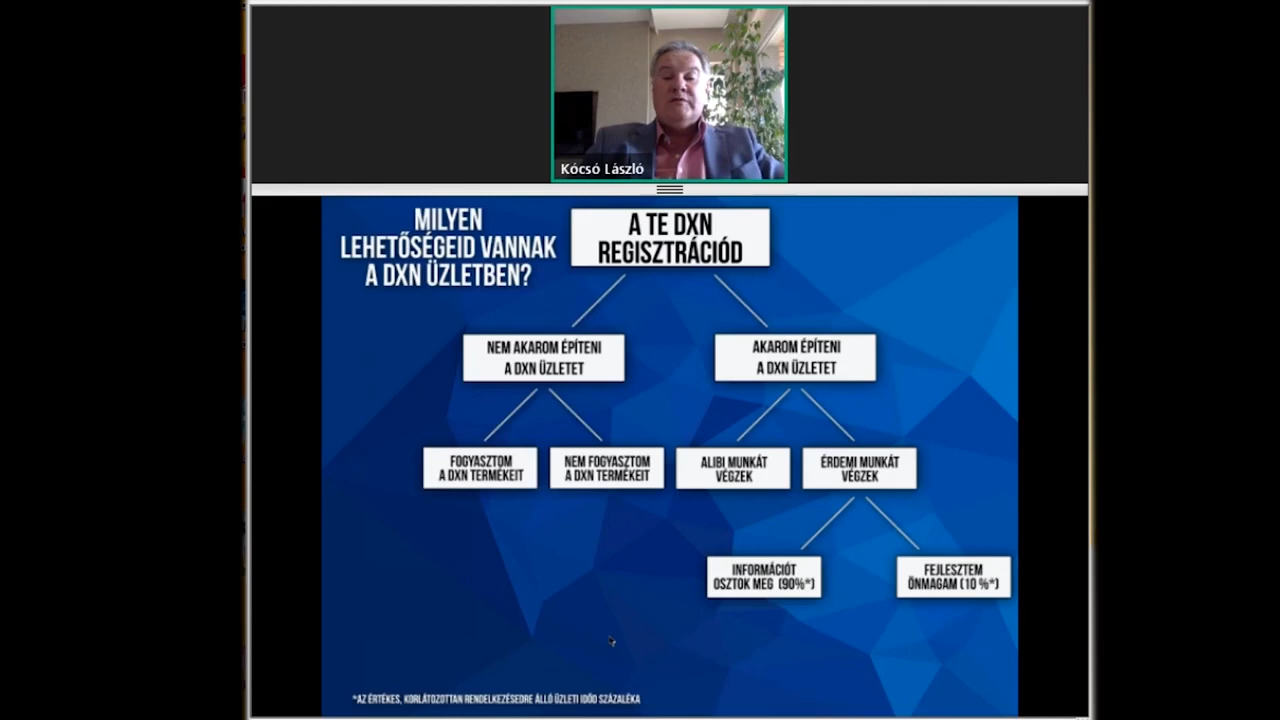 Kócsó László
MILYEN
LEHETŐSÉGEID VANNAK
A DXN ÜZLETBEN?
A TE DXN
REGISZTRÁCIÓD
NEM AKAROM ÉPÍTENI
A DXN ÜZLETET
AKAROM ÉPÍTENI
A DXN ÜZLETET
FOGYASZTOM
A DXN TERMÉKEIT
NEM FOGYASZTOM
A DXN TERMÉKEIT
ALIBI MUNKÁT
VÉGZEK
ÉRDEMI MUNKÁT
VÉGZEK
INFORMÁCIÓT
OSZTOK MEG (90%*)
FEJLESZTEM
ÖNMAGAM (10 %*)
*AZ ÉRTÉKES, KORLÁTOZOTTAN RENDELKEZÉSEDRE ÁLLÓ ÜZLETI IDŐD SZÁZALÉKA